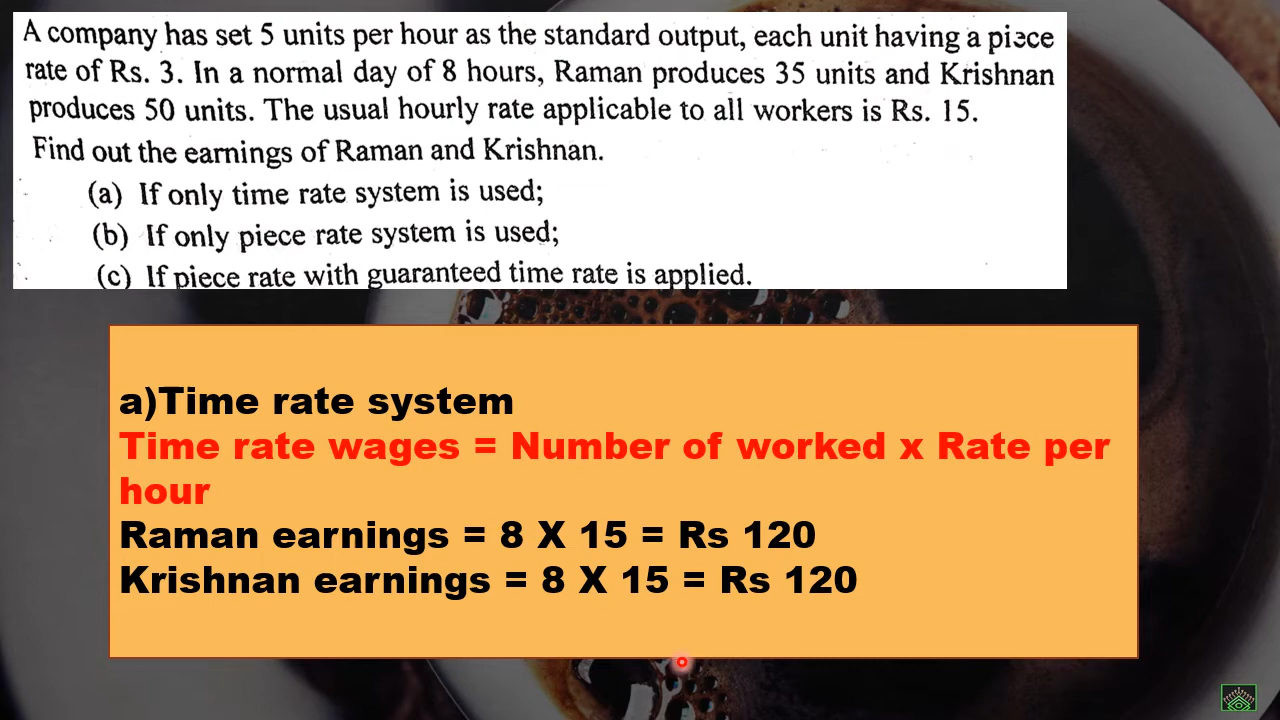 A company has set 5 units per hour as the standard output, each unit having a piece
rate of Rs. 3. In a normal day of 8 hours, Raman produces 35 units and Krishnan
produces 50 units. The usual hourly rate applicable to all workers is Rs. 15.
Find out the earnings of Raman and Krishnan.
(a) If only time rate system is used;
(b) If only piece rate system is used;
(c) If piece rate with guaranteed time rate is applied.
a)Time rate system
Time rate wages = Number of worked x Rate per
hour
Raman earnings = 8 X 15 = Rs 120
Krishnan earnings = 8 X 15 = Rs 120